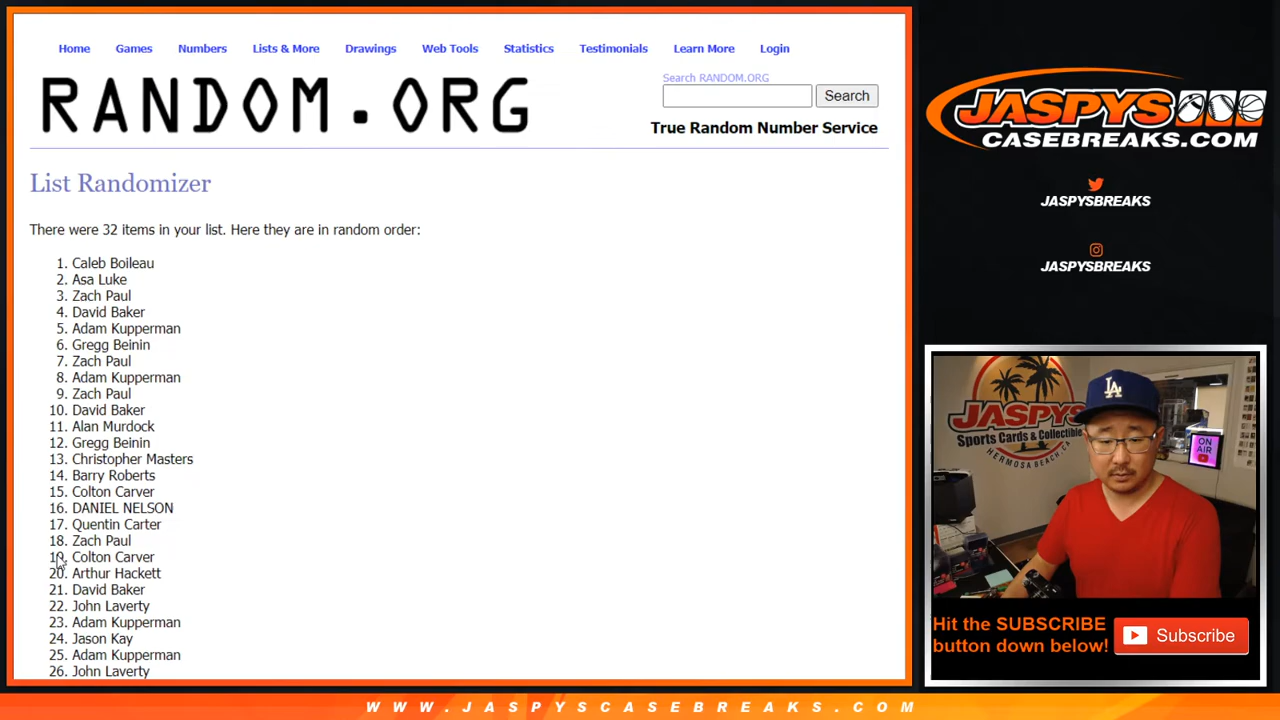 Home Games Numbers Lists & More Drawings Web Tools Statistics Testimonials Learn More Login
RANDOM.ORG
Search RANDOM.ORG
Search
True Random Number Service
List Randomizer
There were 32 items in your list. Here they are in random order:
1. Caleb Boileau
2. Asa Luke
3. Zach Paul
4. David Baker
5. Adam Kupperman
6. Gregg Beinin
7. Zach Paul
8. Adam Kupperman
9. Zach Paul
10. David Baker
11. Alan Murdock
12. Gregg Beinin
13. Christopher Masters
14. Barry Roberts
15. Colton Carver
16. DANIEL NELSON
17. Quentin Carter
18. Zach Paul
19. Colton Carver
20. Arthur Hackett
21. David Baker
22. John Laverty
23. Adam Kupperman
24. Jason Kay
25. Adam Kupperman
26. John Laverty
JASPYS
CASEBREAKS.COM
JASPYSBREAKS
JASPYSBREAKS
JASPYS
Sports Cards & Collectible
HERMOSA BEACH, CA
LA
ON
AIR
Hit the SUBSCRIBE
button down below!
Subscribe
WWW.JASPYSCASEBREAKS.COM